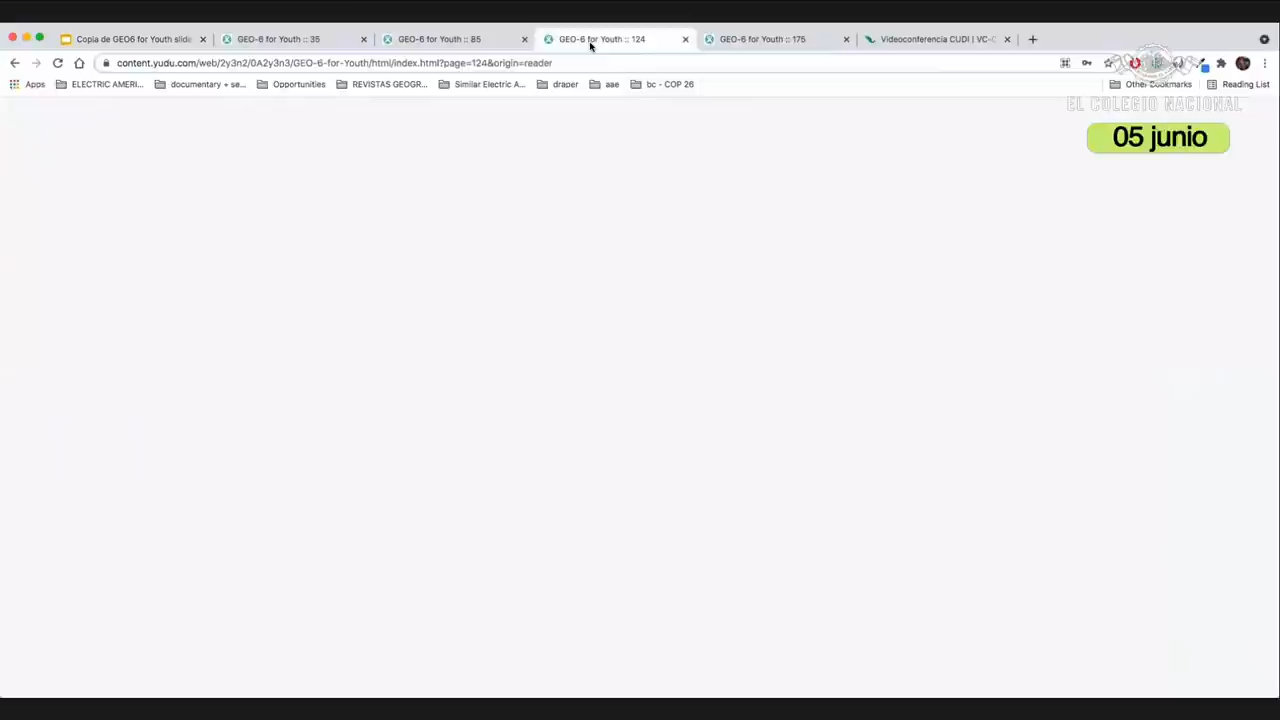 Copia de GEO6 for Youth slide
GEO-6 for Youth :: 35
GEO-6 for Youth :: 85
GEO-6 for Youth :: 124
GEO-6 for Youth :: 175
Videoconferencia CUDI | VC-C
content.yudu.com/web/2y3n2/0A2y3n3/GEO-6-for-Youth/html/index.html?page=124&origin=reader
Apps
ELECTRIC AMERI...
documentary + se...
Opportunities
REVISTAS GEOGR...
Similar Electric A...
draper
aae
bc - COP 26
Other Bookmarks
Reading List
EL COLEGIO NACIONAL
05 junio